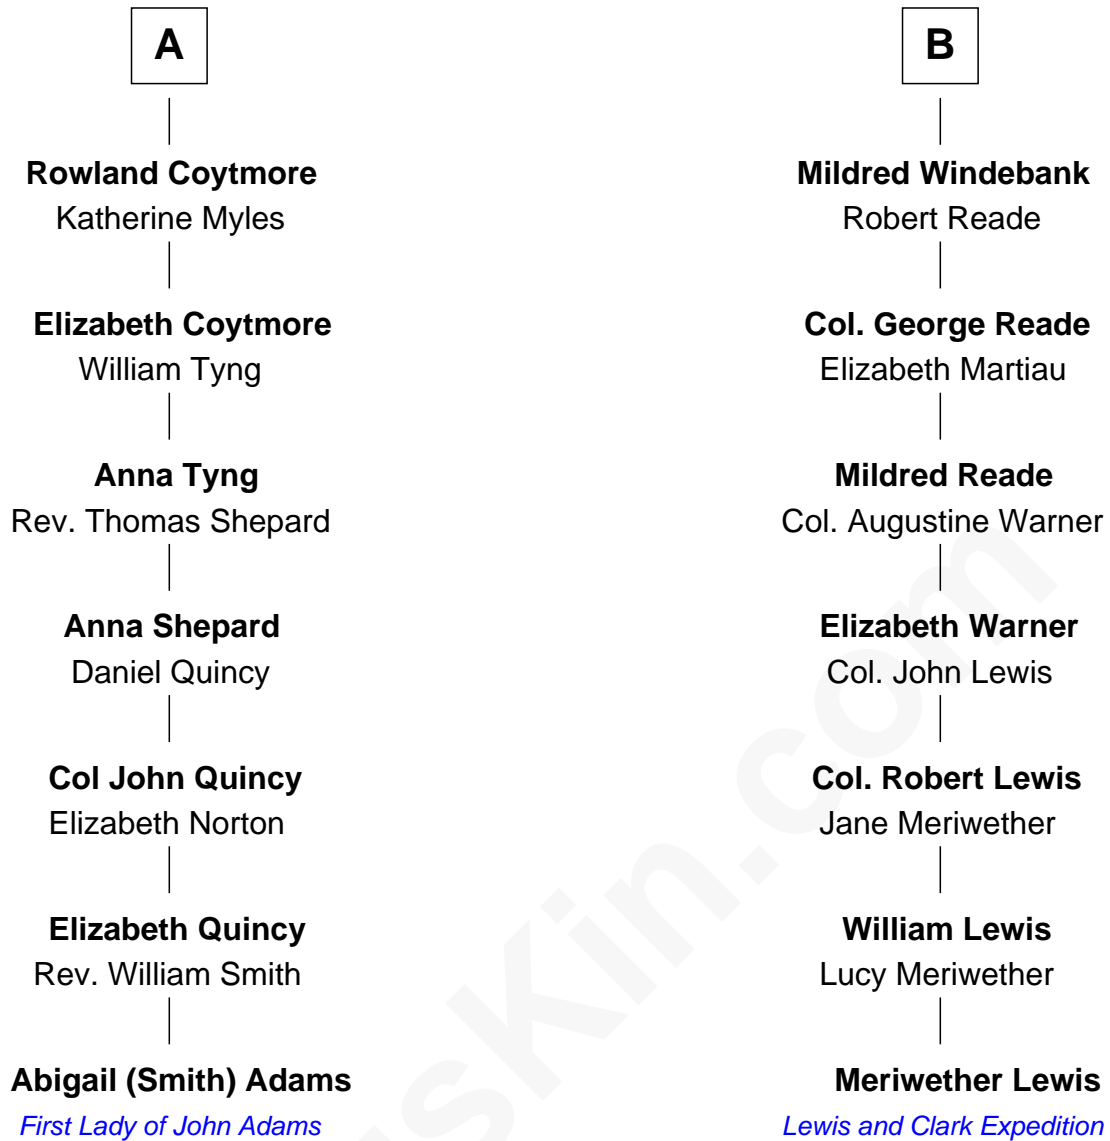 A
Rowland Coytmore
Katherine Myles
Elizabeth Coytmore
William Tyng
Anna Tyng
Rev. Thomas Shepard
Anna Shepard
Daniel Quincy
Col John Quincy
Elizabeth Norton
Elizabeth Quincy
Rev. William Smith
Abigail (Smith) Adams
First Lady of John Adams
B
Mildred Windebank
Robert Reade
Col. George Reade
Elizabeth Martiau
Mildred Reade
Col. Augustine Warner
Elizabeth Warner
Col. John Lewis
Col. Robert Lewis
Jane Meriwether
William Lewis
Lucy Meriwether
Meriwether Lewis
Lewis and Clark Expedition